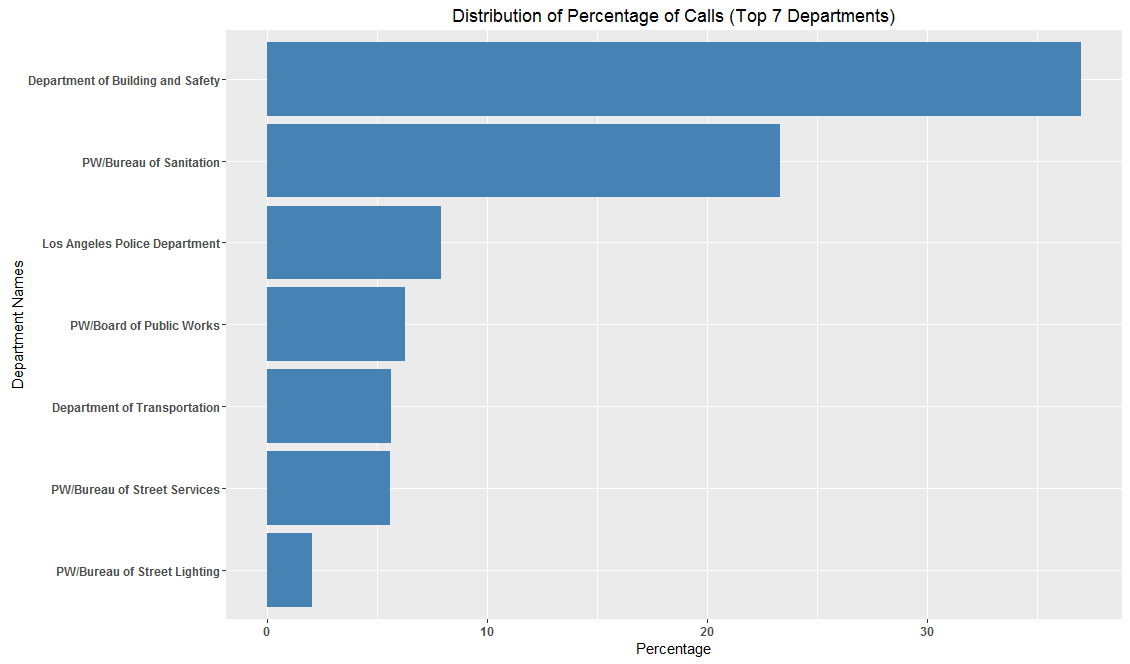 Distribution of Percentage of Calls (Top 7 Departments)
Department Names
Department of Building and Safety
PW/Bureau of Sanitation
Los Angeles Police Department
PW/Board of Public Works
Department of Transportation
PW/Bureau of Street Services
PW/Bureau of Street Lighting
0 10 20 30
Percentage